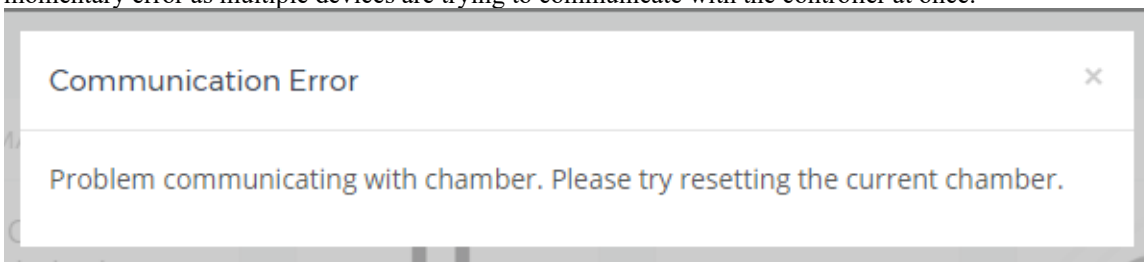 momentary error as multiple devices are trying to communicate with the controller at once.
Communication Error ×
Problem communicating with chamber. Please try resetting the current chamber.